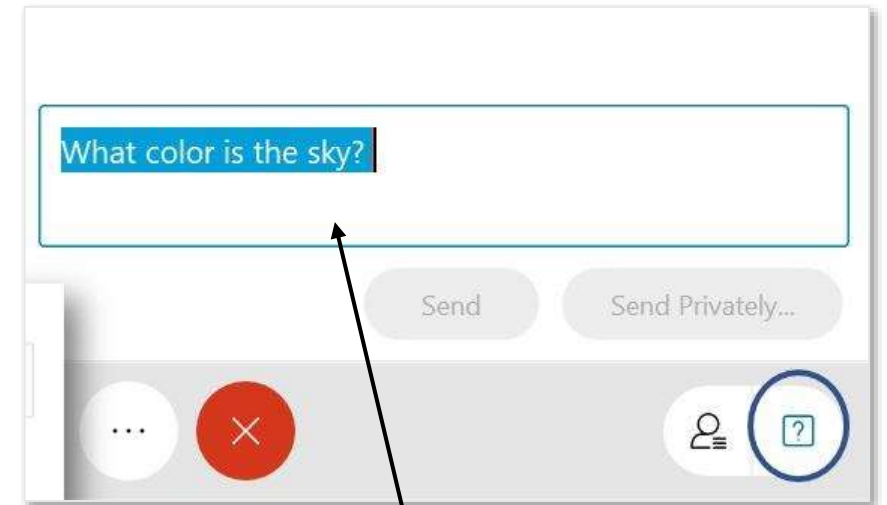 What color is the sky?
Send Send Privately...
...
?